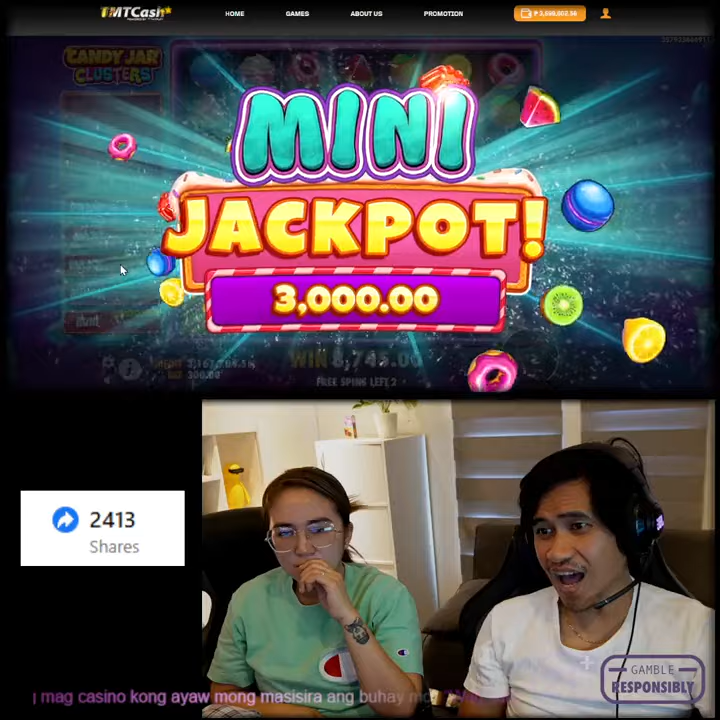 TMTCash
HOME
GAMES
ABOUT US
PROMOTION
CANDY JAR
CLUSTERS
MINI
JACKPOT!
3,000.00
FREE SPINS LEFT 2
2413
Shares
mag casino kong ayaw mong masisira ang buhay mo
GAMBLE
RESPONSIBLY